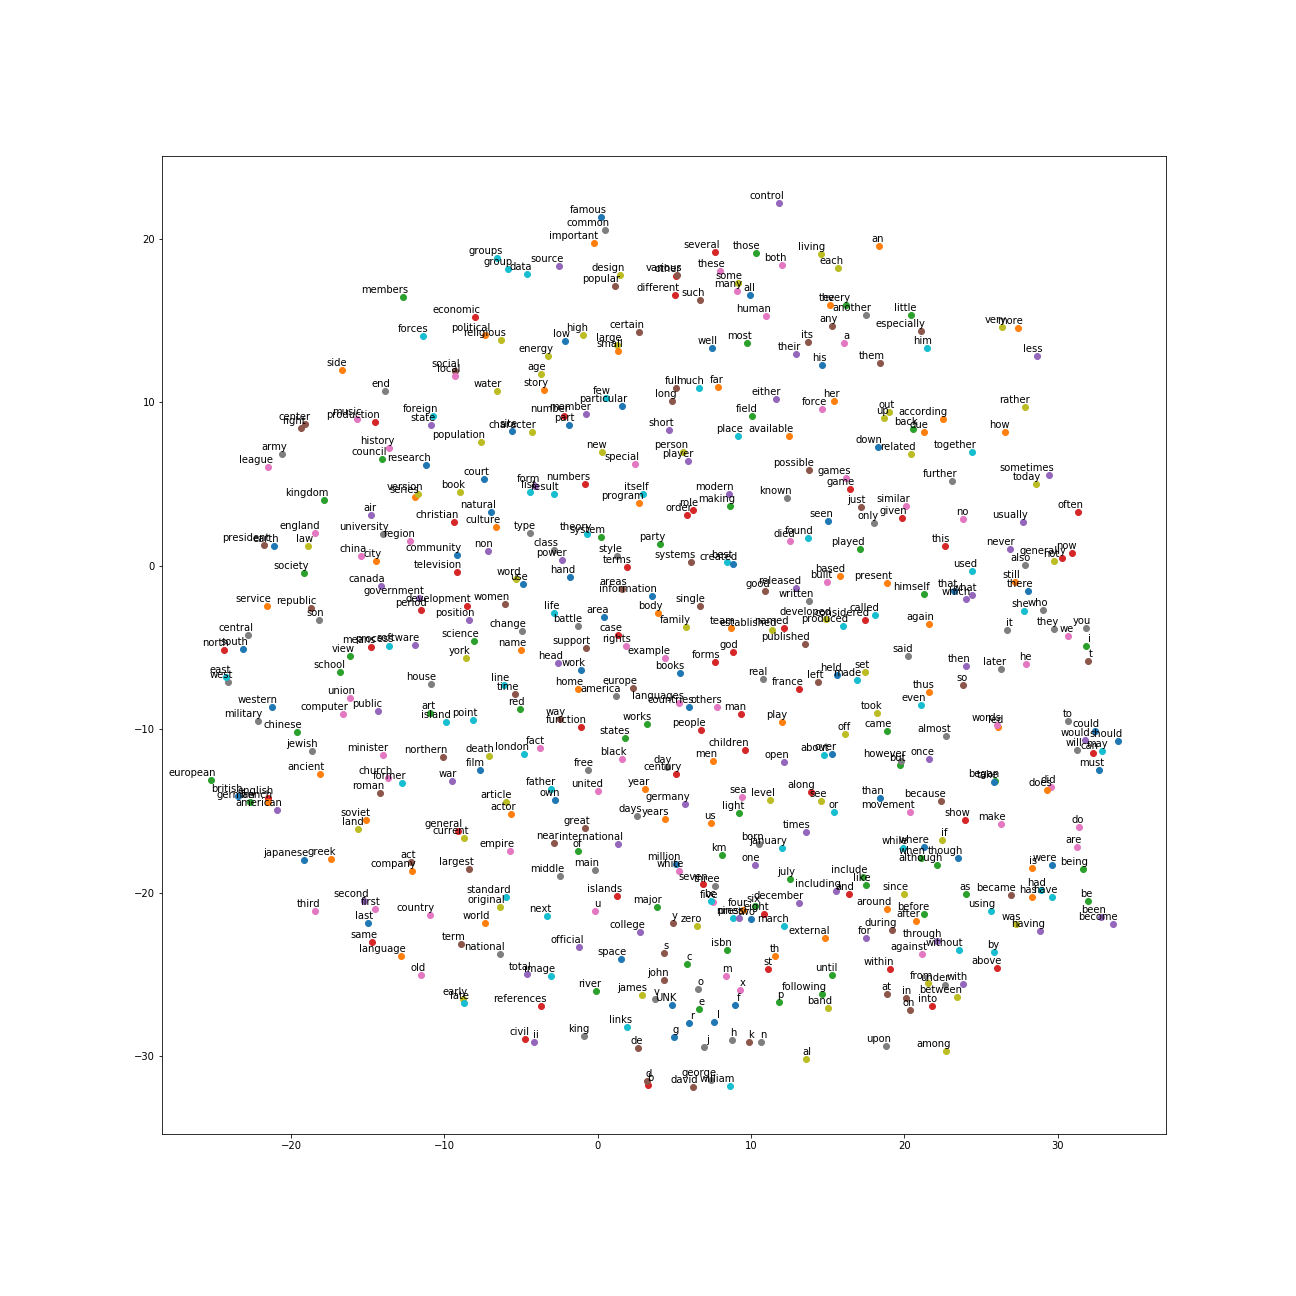 control
famous
common
important
an
20
several
those
living
both
each
groups
group
data
source
design
popular
these
some
many
all
different
such
members
economic
human
every
another
little
especially
forces
political
religious
low
high
certain
large
small
any
very
more
energy
well
most
its
a
him
less
their
his
them
side
social
local
age
story
end
water
few
particular
full
much
far
long
either
her
force
10
rather
center
right
music
production
foreign
state
number
member
part
site
character
short
field
place
available
out
up
according
back
due
how
army
league
history
council
research
population
new
special
person
player
down
related
together
possible
games
game
further
sometimes
today
court
form
result
numbers
version
series
book
itself
program
modern
making
known
kingdom
air
natural
christian
culture
role
order
just
only
similar
given
no
usually
often
seen
england
president
earth
law
university
region
type
theory
system
party
died
found
this
never
china
city
community
non
class
power
style
terms
systems
best
created
played
generally
now
also
society
television
hand
word
use
areas
information
based
built
present
used
still
there
0
canada
government
development
period
service
republic
son
women
life
area
body
single
good
released
written
himself
that
which
she
who
position
change
battle
family
team
developed
named
established
produced
considered
called
again
it
they
you
we
i
central
north
south
view
process
software
science
name
york
case
rights
support
example
god
published
said
forms
t
he
later
then
so
east
west
school
house
head
work
books
home
line
time
europe
america
real
left
france
held
made
set
thus
even
western
military
union
public
computer
art
island
point
red
languages
countries
others
man
took
to
chinese
way
function
works
states
people
play
off
came
almost
could
would
should
−10
jewish
minister
northern
death
london
fact
black
children
about
over
however
but
once
will
may
can
must
european
ancient
church
former
roman
war
film
free
day
century
men
open
british
english
american
article
father
own
united
year
germany
sea
light
level
along
see
or
than
movement
because
began
did
does
soviet
land
general
current
actor
great
days
years
us
times
show
make
do
japanese
greek
act
company
empire
near
international
of
km
born
january
while
where
when
although
though
if
are
is
were
being
largest
middle
main
million
white
one
july
include
like
seven
three
including
and
second
third
first
last
country
standard
original
world
islands
u
major
five
four
six
eight
two
december
march
since
as
became
had
has
have
be
been
become
−20
same
language
term
national
next
official
college
y
zero
external
around
before
after
using
was
having
during
for
through
without
against
by
old
total
image
space
s
c
isbn
th
st
within
above
until
early
late
references
river
john
james
v
o
m
x
UNK
e
f
p
following
band
at
in
on
into
from
under
with
between
civil
ii
king
links
de
g
r
l
j
h
k
n
al
upon
among
−30
d
b
david
george
william
−20
−10
0
10
20
30